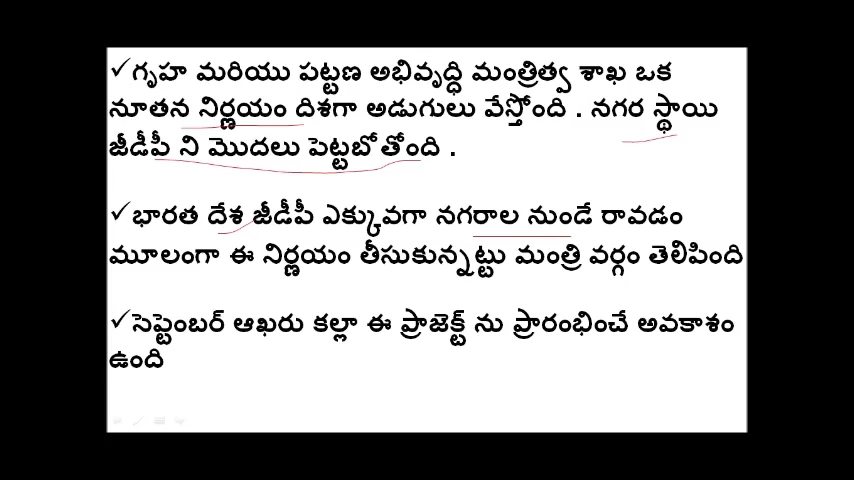 ✓గృహ మరియు పట్టణ అభివృద్ధి మంత్రిత్వ శాఖ ఒక
నూతన నిర్ణయం దిశగా అడుగులు వేస్తోంది . నగర స్థాయి
జీడీపీ ని మొదలు పెట్టబోతోంది .
✓భారత దేశ జీడీపీ ఎక్కువగా నగరాల నుండే రావడం
మూలంగా ఈ నిర్ణయం తీసుకున్నట్టు మంత్రి వర్గం తెలిపింది
✓సెప్టెంబర్ ఆఖరు కల్లా ఈ ప్రాజెక్ట్ ను ప్రారంభించే అవకాశం
ఉంది